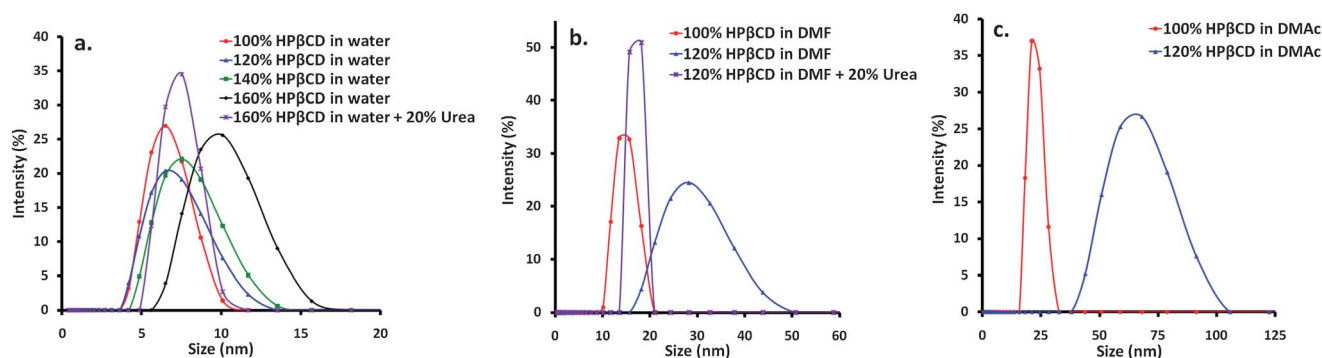 a.
100% HPβCD in water
120% HPβCD in water
140% HPβCD in water
160% HPβCD in water
160% HPβCD in water + 20% Urea
Intensity (%)
40
35
30
25
20
15
10
5
0
0 5 10 15 20
Size (nm)
b.
100% HPβCD in DMF
120% HPβCD in DMF
120% HPβCD in DMF + 20% Urea
Intensity (%)
50
40
30
20
10
0
0 10 20 30 40 50 60
Size (nm)
c.
100% HPβCD in DMAc
120% HPβCD in DMAc
Intensity (%)
40
35
30
25
20
15
10
5
0
0 25 50 75 100 125
Size (nm)